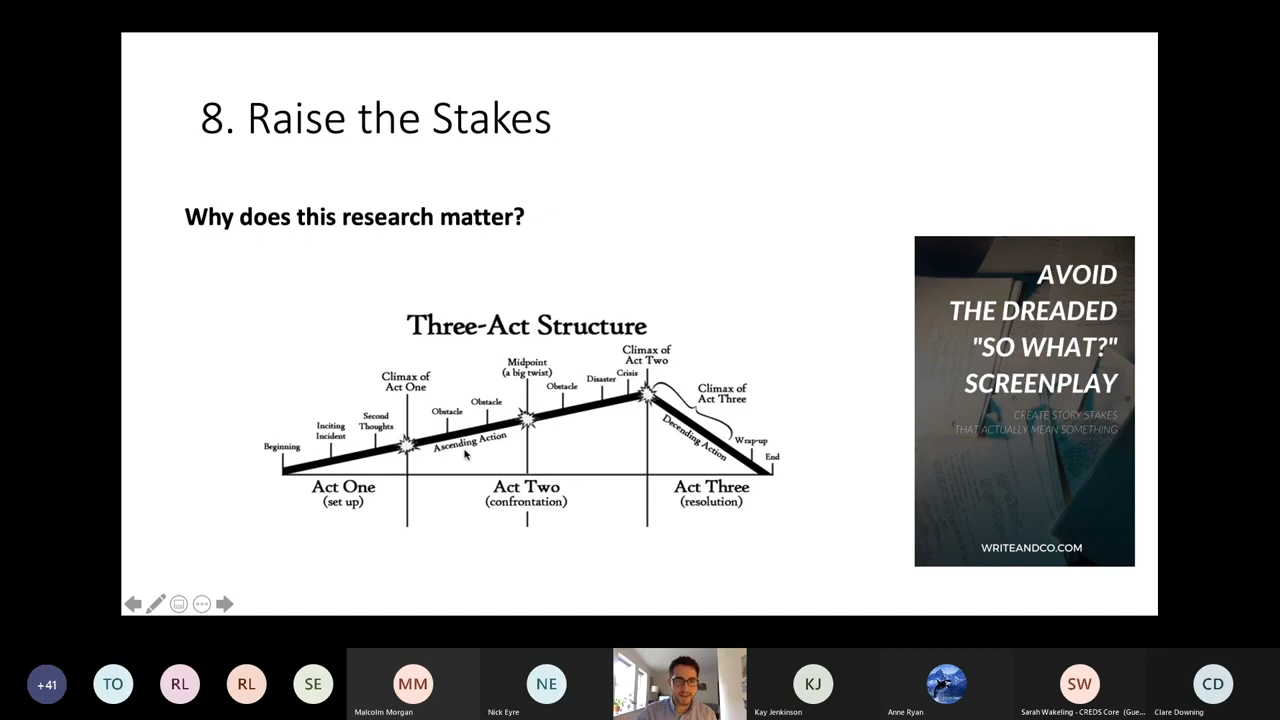 8. Raise the Stakes
Why does this research matter?
Three-Act Structure
Beginning
Inciting
Incident
Second
Thoughts
Climax of
Act One
Obstacle
Obstacle
Ascending Action
Midpoint
(a big twist)
Obstacle
Disaster
Crisis
Climax of
Act Two
Climax of
Act Three
Decending Action
Wrap-up
End
Act One
(set up)
Act Two
(confrontation)
Act Three
(resolution)
AVOID
THE DREADED
"SO WHAT?"
SCREENPLAY
CREATE STORY STAKES
THAT ACTUALLY MEAN SOMETHING
WRITEANDCO.COM
+41
TO
RL
RL
SE
MM
Malcolm Morgan
NE
Nick Eyre
KJ
Kay Jenkinson
Anne Ryan
SW
Sarah Wakeling - CREDS Core (Gue...
CD
Clare Downing